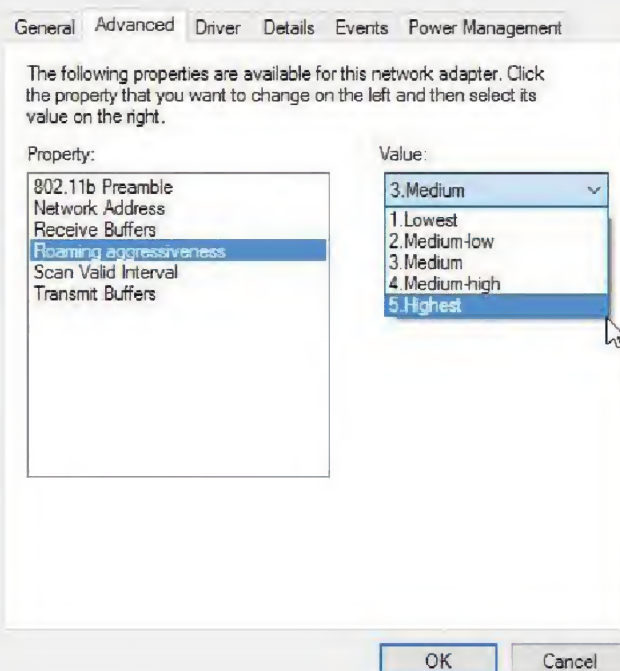 General Advanced Driver Details Events Power Management
The following properties are available for this network adapter. Click
the property that you want to change on the left and then select its
value on the right.
Property:
Value:
802.11b Preamble
Network Address
Receive Buffers
Roaming aggressiveness
Scan Valid Interval
Transmit Buffers
3.Medium
1.Lowest
2.Medium-low
3.Medium
4.Medium-high
5.Highest
OK Cancel